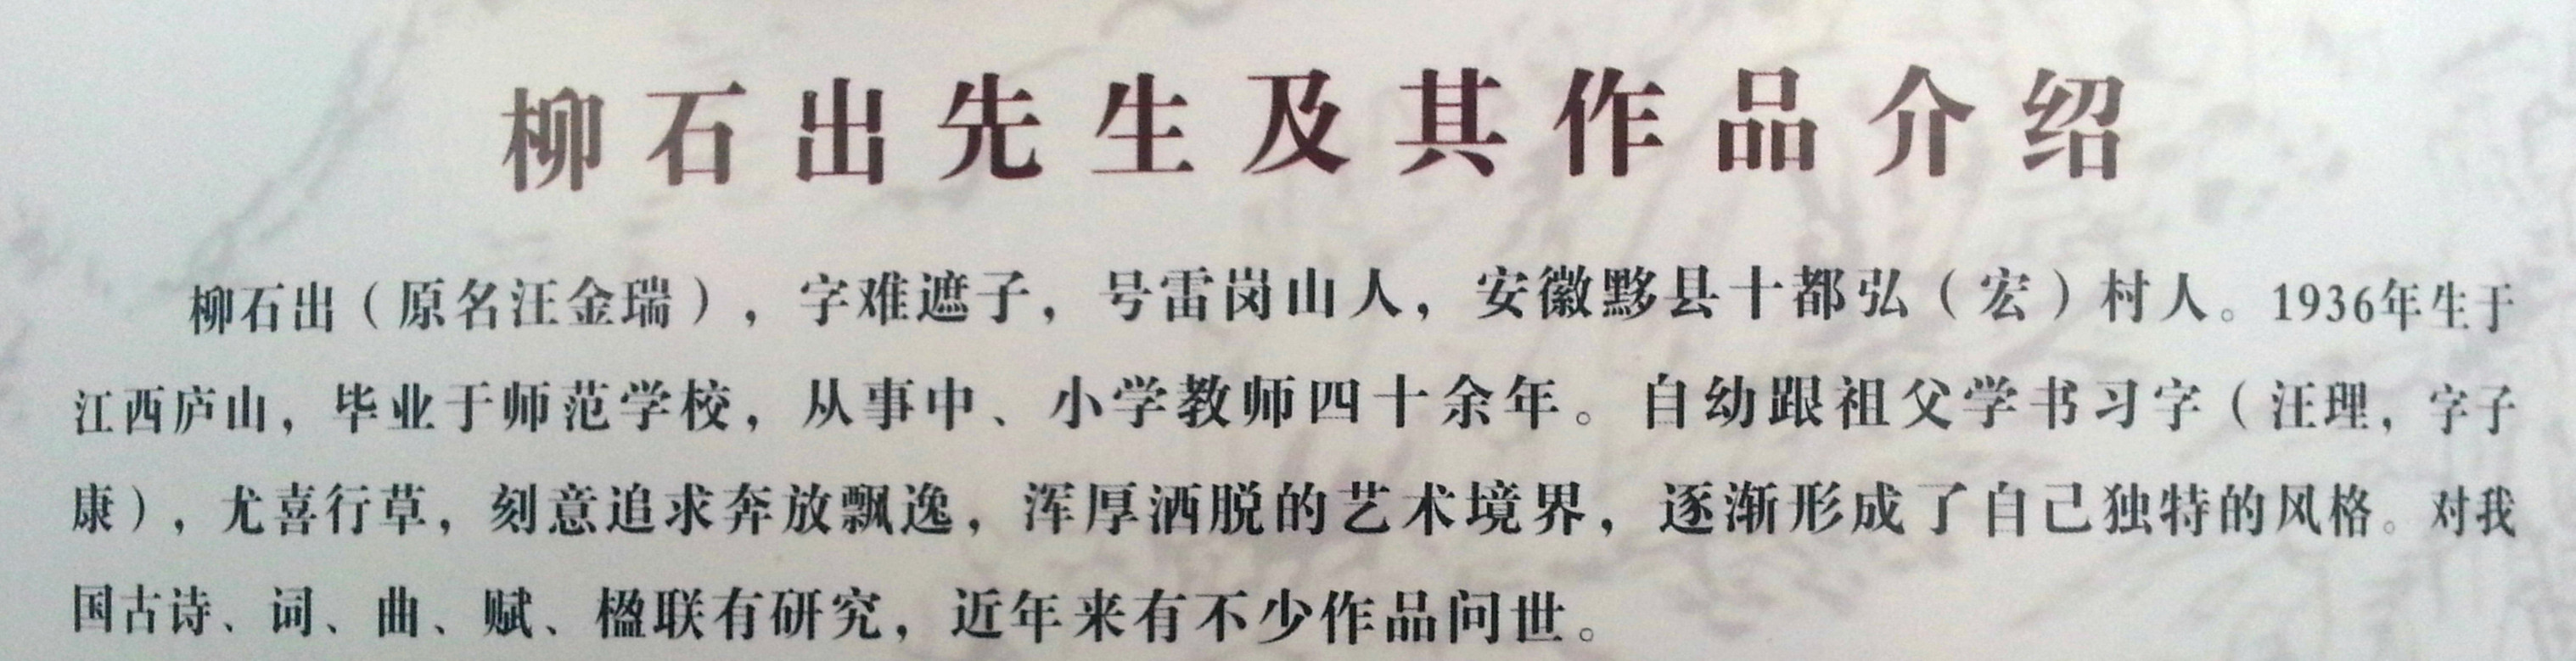 柳石出先生及其作品介绍
柳石出（原名汪金瑞），字难遮子，号雷岗山人，安徽黟县十都弘（宏）村人。1936年生于
江西庐山，毕业于师范学校，从事中、小学教师四十余年。自幼跟祖父学书习字（汪理，字子
康），尤喜行草，刻意追求奔放飘逸，浑厚洒脱的艺术境界，逐渐形成了自己独特的风格。对我
国古诗、词、曲、赋、楹联有研究，近年来有不少作品问世。